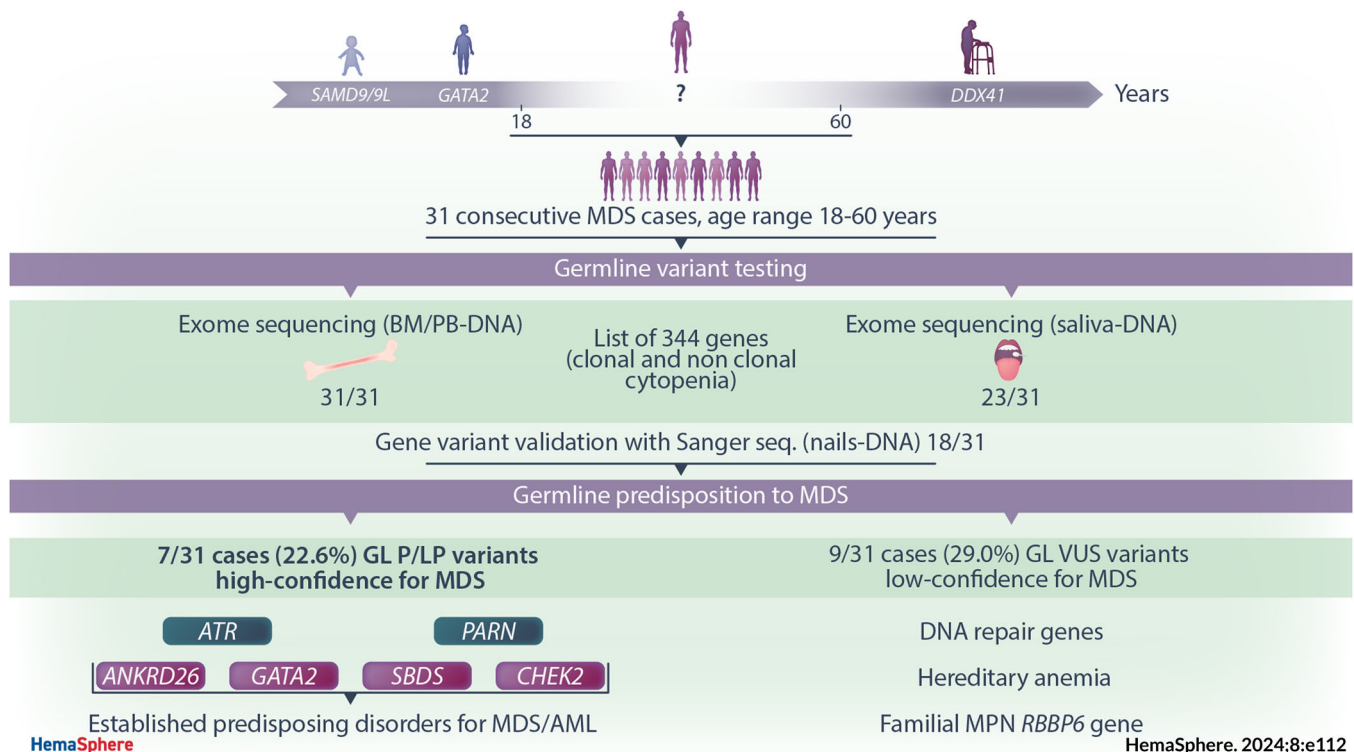 SAMD9/9L GATA2 ? DDX41 Years
18 60
31 consecutive MDS cases, age range 18-60 years
Germline variant testing
Exome sequencing (BM/PB-DNA)
31/31
List of 344 genes
(clonal and non clonal
cytopenia)
Exome sequencing (saliva-DNA)
23/31
Gene variant validation with Sanger seq. (nails-DNA) 18/31
Germline predisposition to MDS
7/31 cases (22.6%) GL P/LP variants
high-confidence for MDS
ATR PARN
ANKRD26 GATA2 SBDS CHEK2
Established predisposing disorders for MDS/AML
9/31 cases (29.0%) GL VUS variants
low-confidence for MDS
DNA repair genes
Hereditary anemia
Familial MPN RBBP6 gene
HemaSphere
HemaSphere. 2024:8:e112